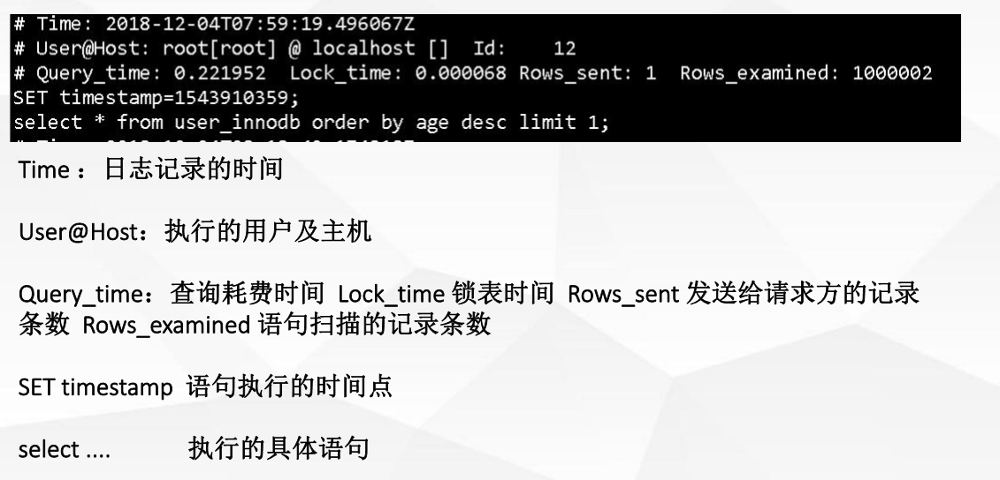 # Time: 2018-12-04T07:59:19.496067Z
# User@Host: root[root] @ localhost []  Id:    12
# Query_time: 0.221952  Lock_time: 0.000068 Rows_sent: 1  Rows_examined: 1000002
SET timestamp=1543910359;
select * from user_innodb order by age desc limit 1;
Time ：日志记录的时间
User@Host：执行的用户及主机
Query_time：查询耗费时间 Lock_time 锁表时间 Rows_sent 发送给请求方的记录
条数 Rows_examined 语句扫描的记录条数
SET timestamp 语句执行的时间点
select .... 执行的具体语句